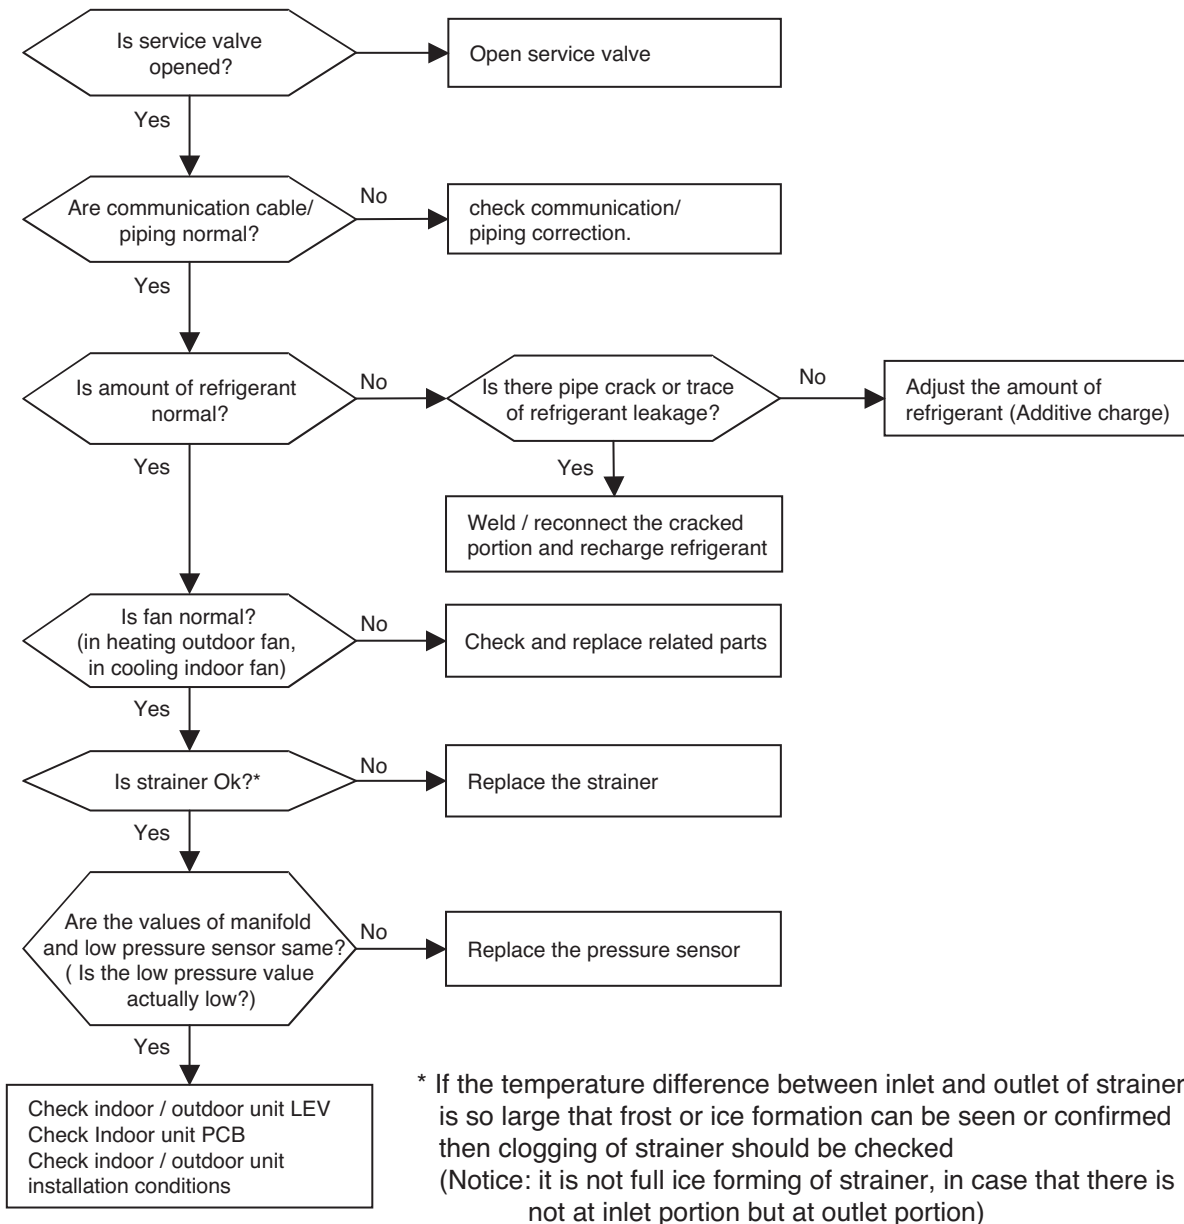 Is service valve
opened?
Open service valve
Yes
Are communication cable/
piping normal?
No
check communication/
piping correction.
Yes
Is amount of refrigerant
normal?
No
Is there pipe crack or trace
of refrigerant leakage?
No
Adjust the amount of
refrigerant (Additive charge)
Yes
Yes
Weld / reconnect the cracked
portion and recharge refrigerant
Is fan normal?
(in heating outdoor fan,
in cooling indoor fan)
No
Check and replace related parts
Yes
Is strainer Ok?*
No
Replace the strainer
Yes
Are the values of manifold
and low pressure sensor same?
( Is the low pressure value
actually low?)
No
Replace the pressure sensor
Yes
Check indoor / outdoor unit LEV
Check Indoor unit PCB
Check indoor / outdoor unit
installation conditions
* If the temperature difference between inlet and outlet of strainer
is so large that frost or ice formation can be seen or confirmed
then clogging of strainer should be checked
(Notice: it is not full ice forming of strainer, in case that there is
not at inlet portion but at outlet portion)